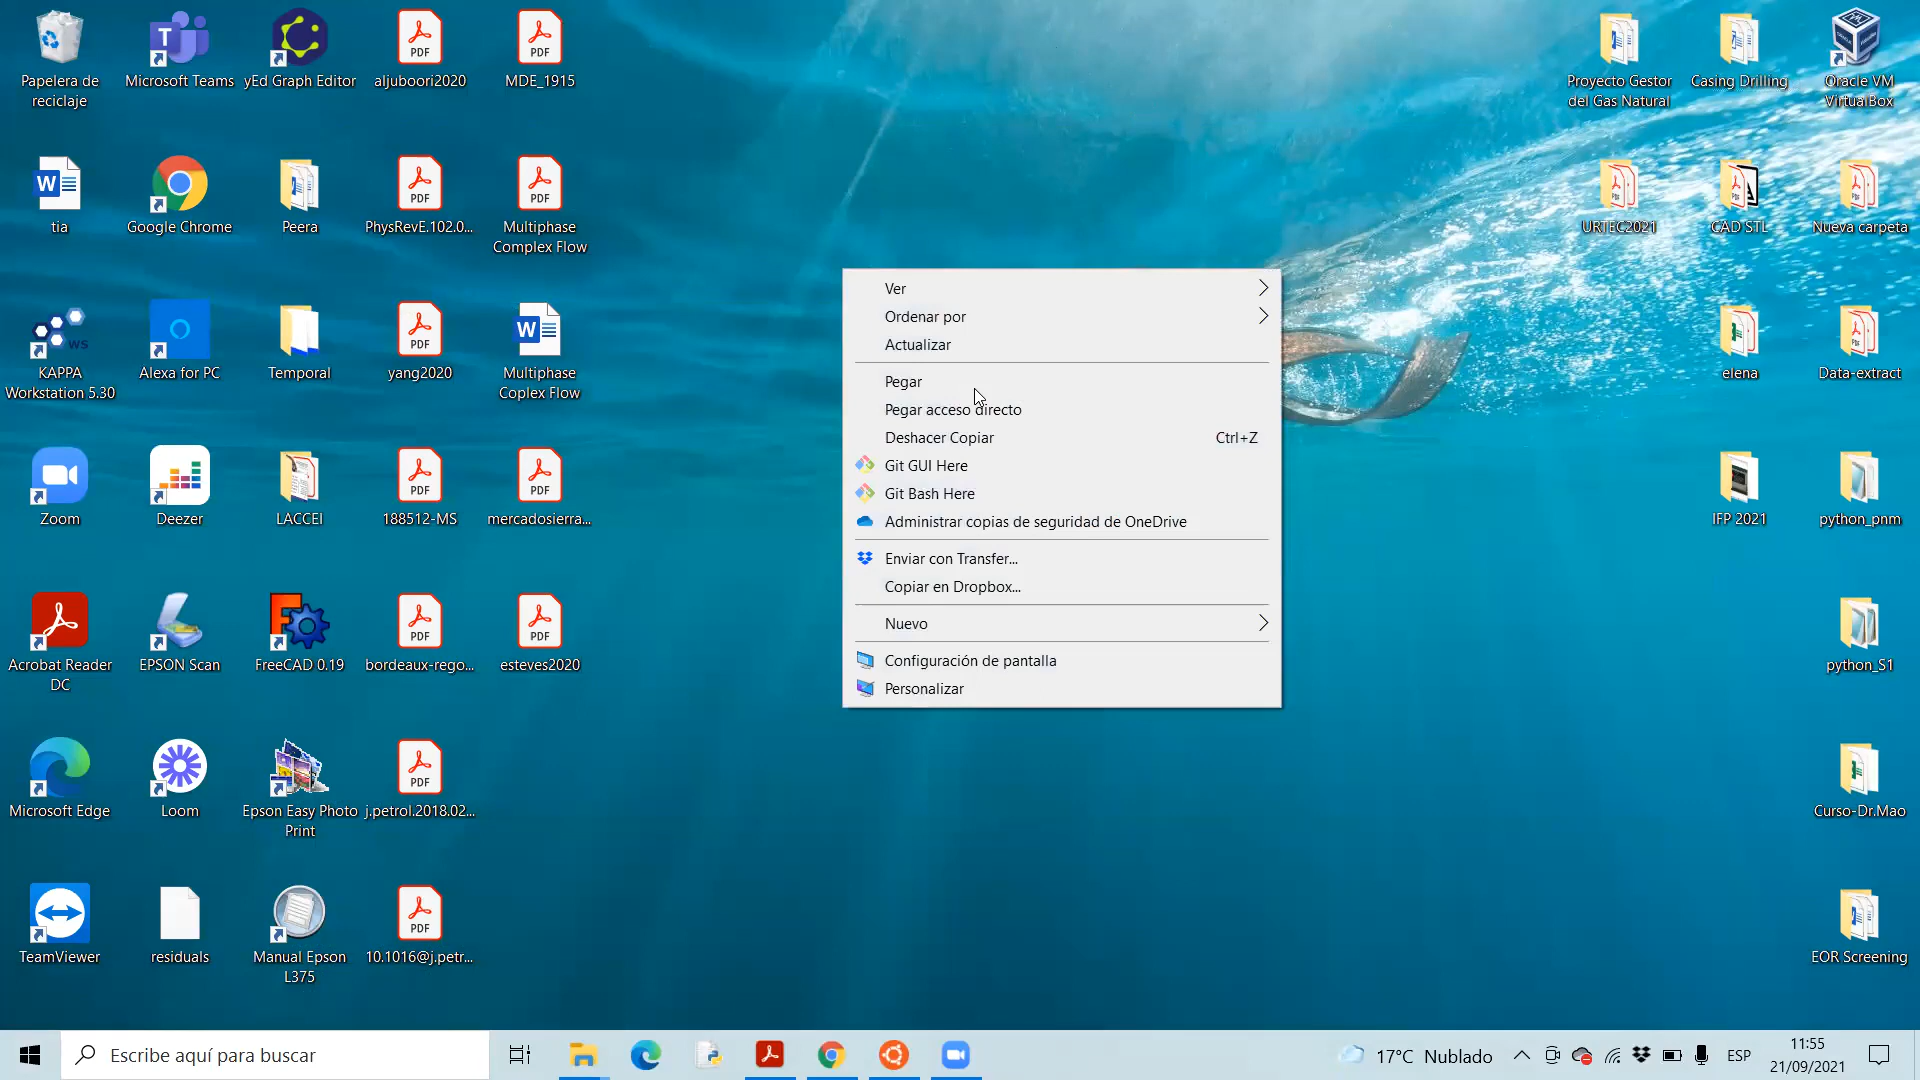 Papelera de
reciclaje
Microsoft Teams
yEd Graph Editor
aljuboori2020
MDE_1915
tia
Google Chrome
Peera
PhysRevE.102.0...
Multiphase
Complex Flow
KAPPA
Workstation 5.30
Alexa for PC
Temporal
yang2020
Multiphase
Coplex Flow
Zoom
Deezer
LACCEI
188512-MS
mercadosierra...
Acrobat Reader
DC
EPSON Scan
FreeCAD 0.19
bordeaux-rego...
esteves2020
Microsoft Edge
Loom
Epson Easy Photo
Print
j.petrol.2018.02...
TeamViewer
residuals
Manual Epson
L375
10.1016@j.petr...
Ver
Ordenar por
Actualizar
Pegar
Pegar acceso directo
Deshacer Copiar Ctrl+Z
Git GUI Here
Git Bash Here
Administrar copias de seguridad de OneDrive
Enviar con Transfer...
Copiar en Dropbox...
Nuevo
Configuración de pantalla
Personalizar
Proyecto Gestor
del Gas Natural
Casing Drilling
Oracle VM
VirtualBox
URTEC2021
CAD STL
Nueva carpeta
elena
Data-extract
IFP 2021
python_pnm
python_S1
Curso-Dr.Mao
EOR Screening
Escribe aquí para buscar
17°C Nublado
ESP
11:55
21/09/2021